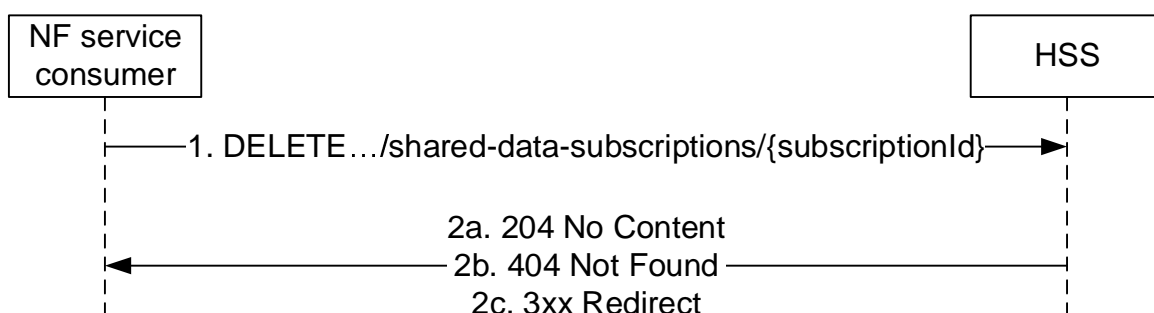 NF service
consumer
HSS
1. DELETE…/shared-data-subscriptions/{subscriptionId}
2a. 204 No Content
2b. 404 Not Found
2c. 3xx Redirect